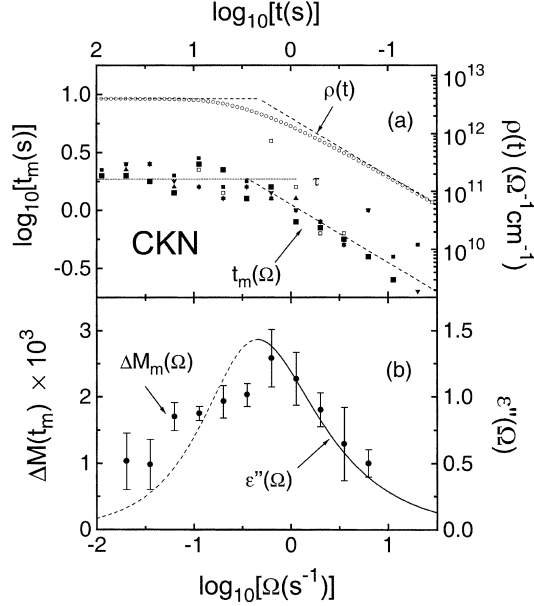 log10[t(s)]
2 1 0 -1
log10[tm(s)]
1.0
0.5
0.0
-0.5
10^13
10^12
10^11
10^10
ρ(t) (Ω^-1cm^-1)
ρ(t)
(a)
τ
CKN
tm(Ω)
ΔM(tm) × 10^3
3
2
1
0
1.5
1.0
0.5
0.0
ε"(Ω)
ΔMm(Ω)
(b)
ε"(Ω)
-2 -1 0 1
log10[Ω(s^-1)]